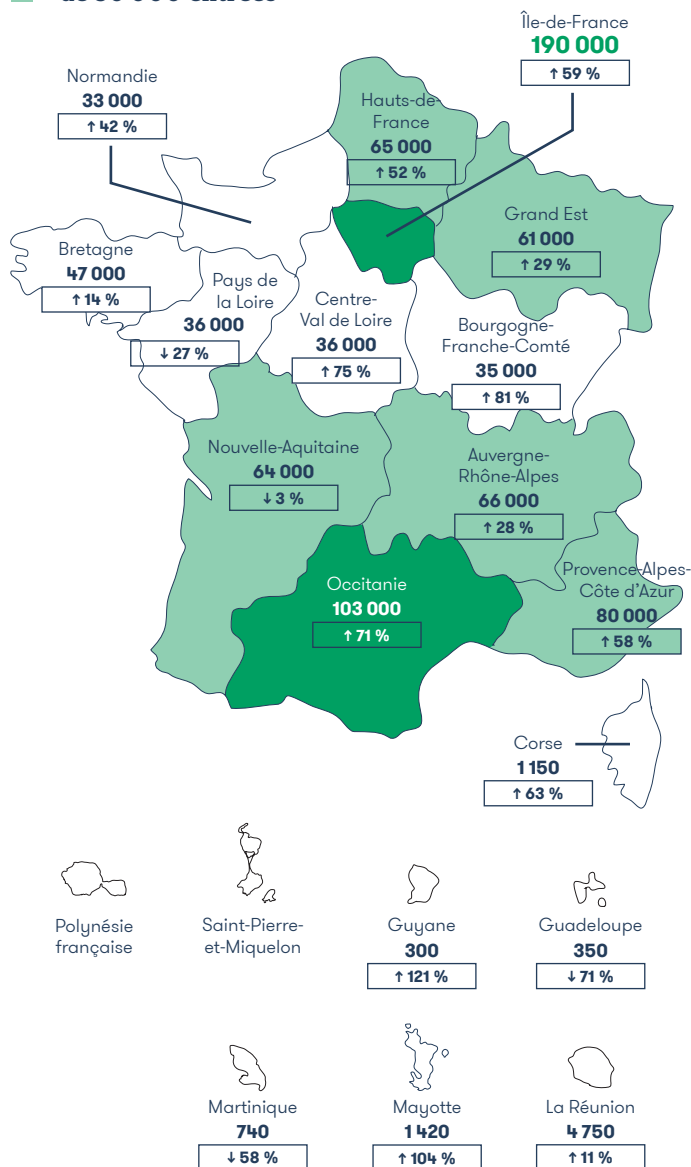 de 50 000 entrées
Île-de-France
190 000
↑ 59 %
Normandie
33 000
↑ 42 %
Hauts-de-
France
65 000
↑ 52 %
Grand Est
61 000
↑ 29 %
Bretagne
47 000
↑ 14 %
Pays de
la Loire
36 000
↓ 27 %
Centre-
Val de Loire
36 000
↑ 75 %
Bourgogne-
Franche-Comté
35 000
↑ 81 %
Nouvelle-Aquitaine
64 000
↓ 3 %
Auvergne-
Rhône-Alpes
66 000
↑ 28 %
Occitanie
103 000
↑ 71 %
Provence-Alpes-
Côte d'Azur
80 000
↑ 58 %
Corse
1 150
↑ 63 %
Polynésie
française
Saint-Pierre-
et-Miquelon
Guyane
300
↑ 121 %
Guadeloupe
350
↓ 71 %
Martinique
740
↓ 58 %
Mayotte
1 420
↑ 104 %
La Réunion
4 750
↑ 11 %